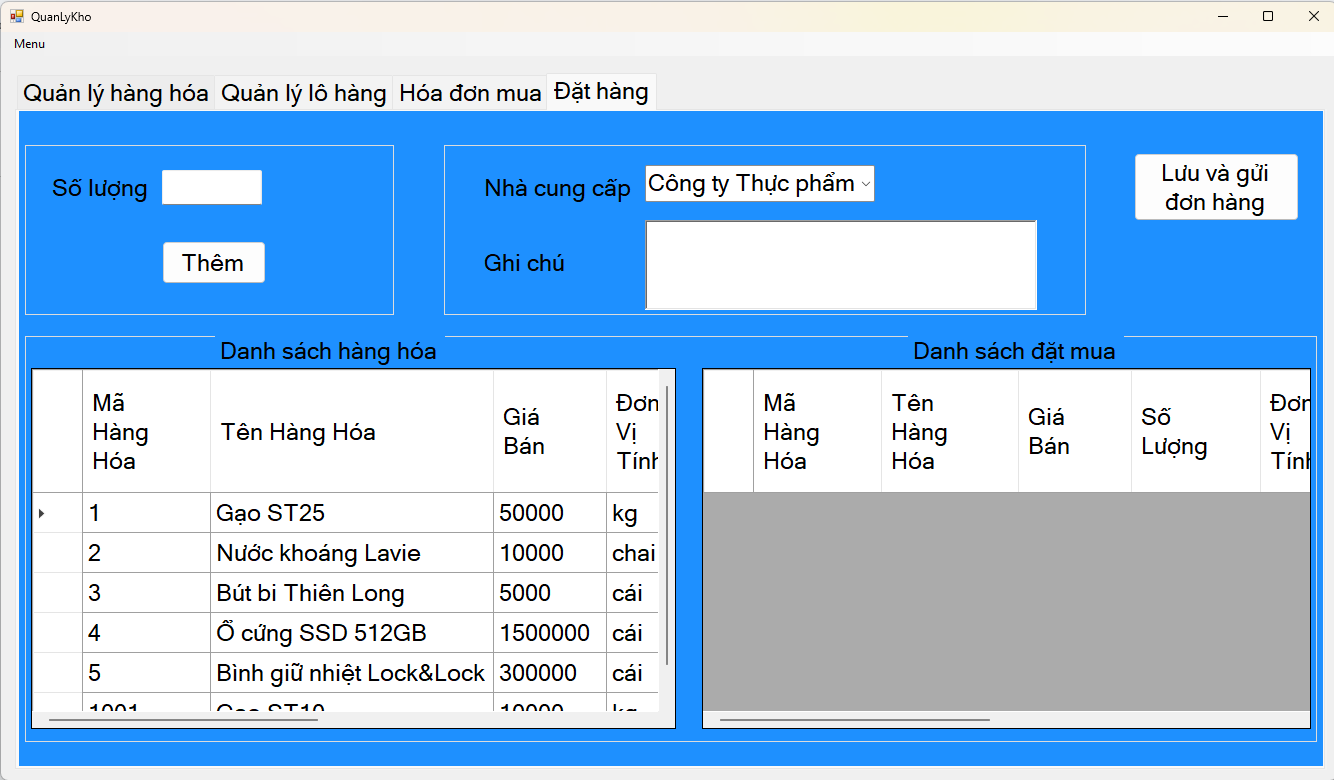 QuanLyKho
Menu
Quản lý hàng hóa Quản lý lô hàng Hóa đơn mua Đặt hàng
Số lượng
Thêm
Nhà cung cấp Công ty Thực phẩm
Ghi chú
Lưu và gửi
đơn hàng
Danh sách hàng hóa
Mã
Hàng
Hóa
Tên Hàng Hóa
Giá
Bán
Đơn
Vị
Tính
1 Gạo ST25 50000 kg
2 Nước khoáng Lavie 10000 chai
3 Bút bi Thiên Long 5000 cái
4 Ổ cứng SSD 512GB 1500000 cái
5 Bình giữ nhiệt Lock&Lock 300000 cái
1001 Gạo ST10 10000 kg
Danh sách đặt mua
Mã
Hàng
Hóa
Tên
Hàng
Hóa
Giá
Bán
Số
Lượng
Đơn
Vị
Tính